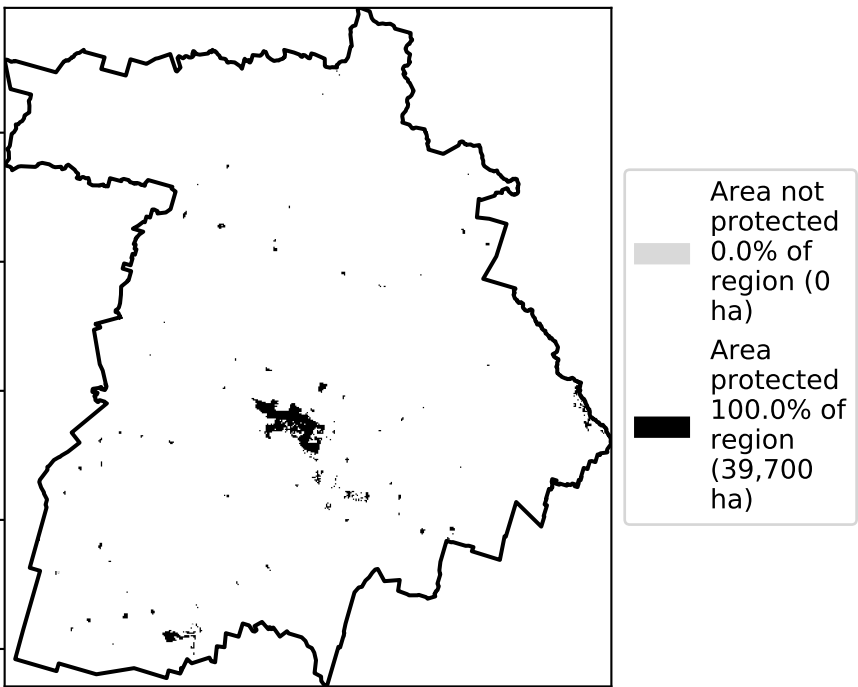 Area not
protected
0.0% of
region (0
ha)
Area
protected
100.0% of
region
(39,700
ha)